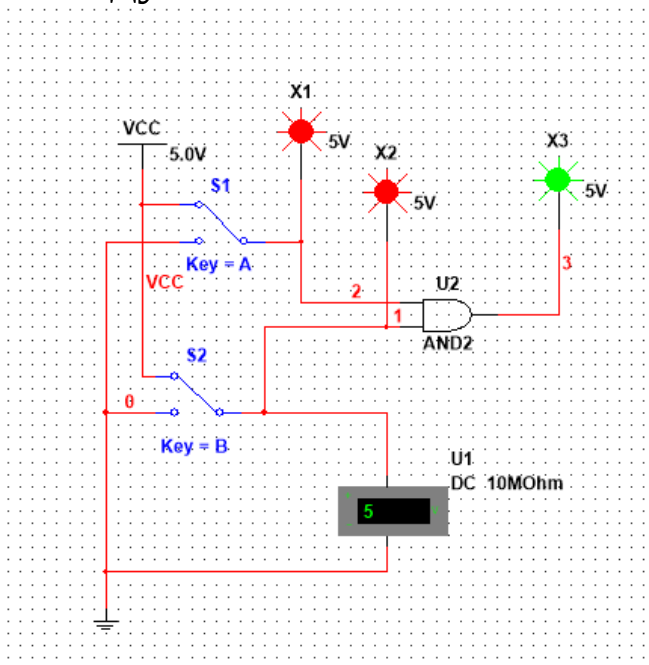 X1
VCC
5V
5.0V
X2
X3
S1
5V
5V
Key = A
VCC
2
U2
3
1
AND2
S2
0
Key = B
U1
DC 10MOhm
5
V